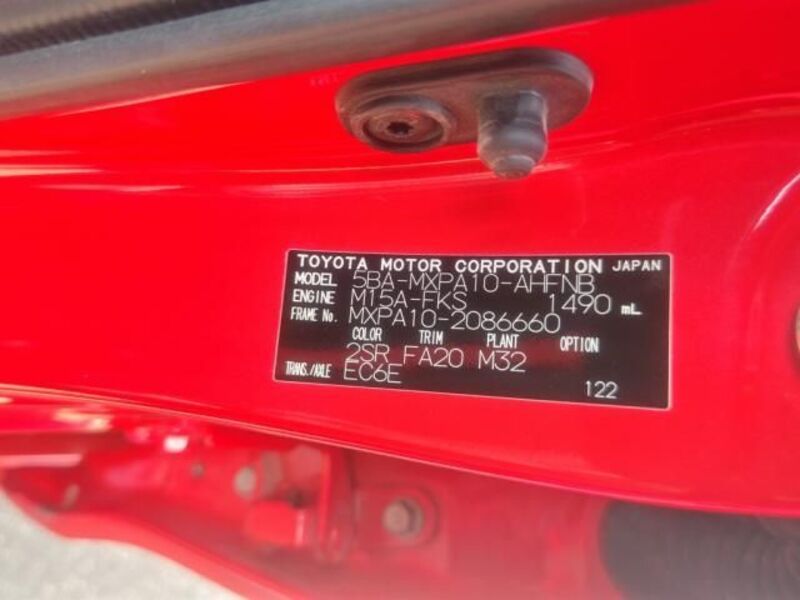 TOYOTA MOTOR CORPORATION JAPAN
MODEL 5BA-MXPA10-AHFNB
ENGINE M15A-FKS 1490 mL
FRAME No. MXPA10-2086660
COLOR TRIM PLANT OPTION
2SR FA20 M32
TRANS./AXLE EC6E
122